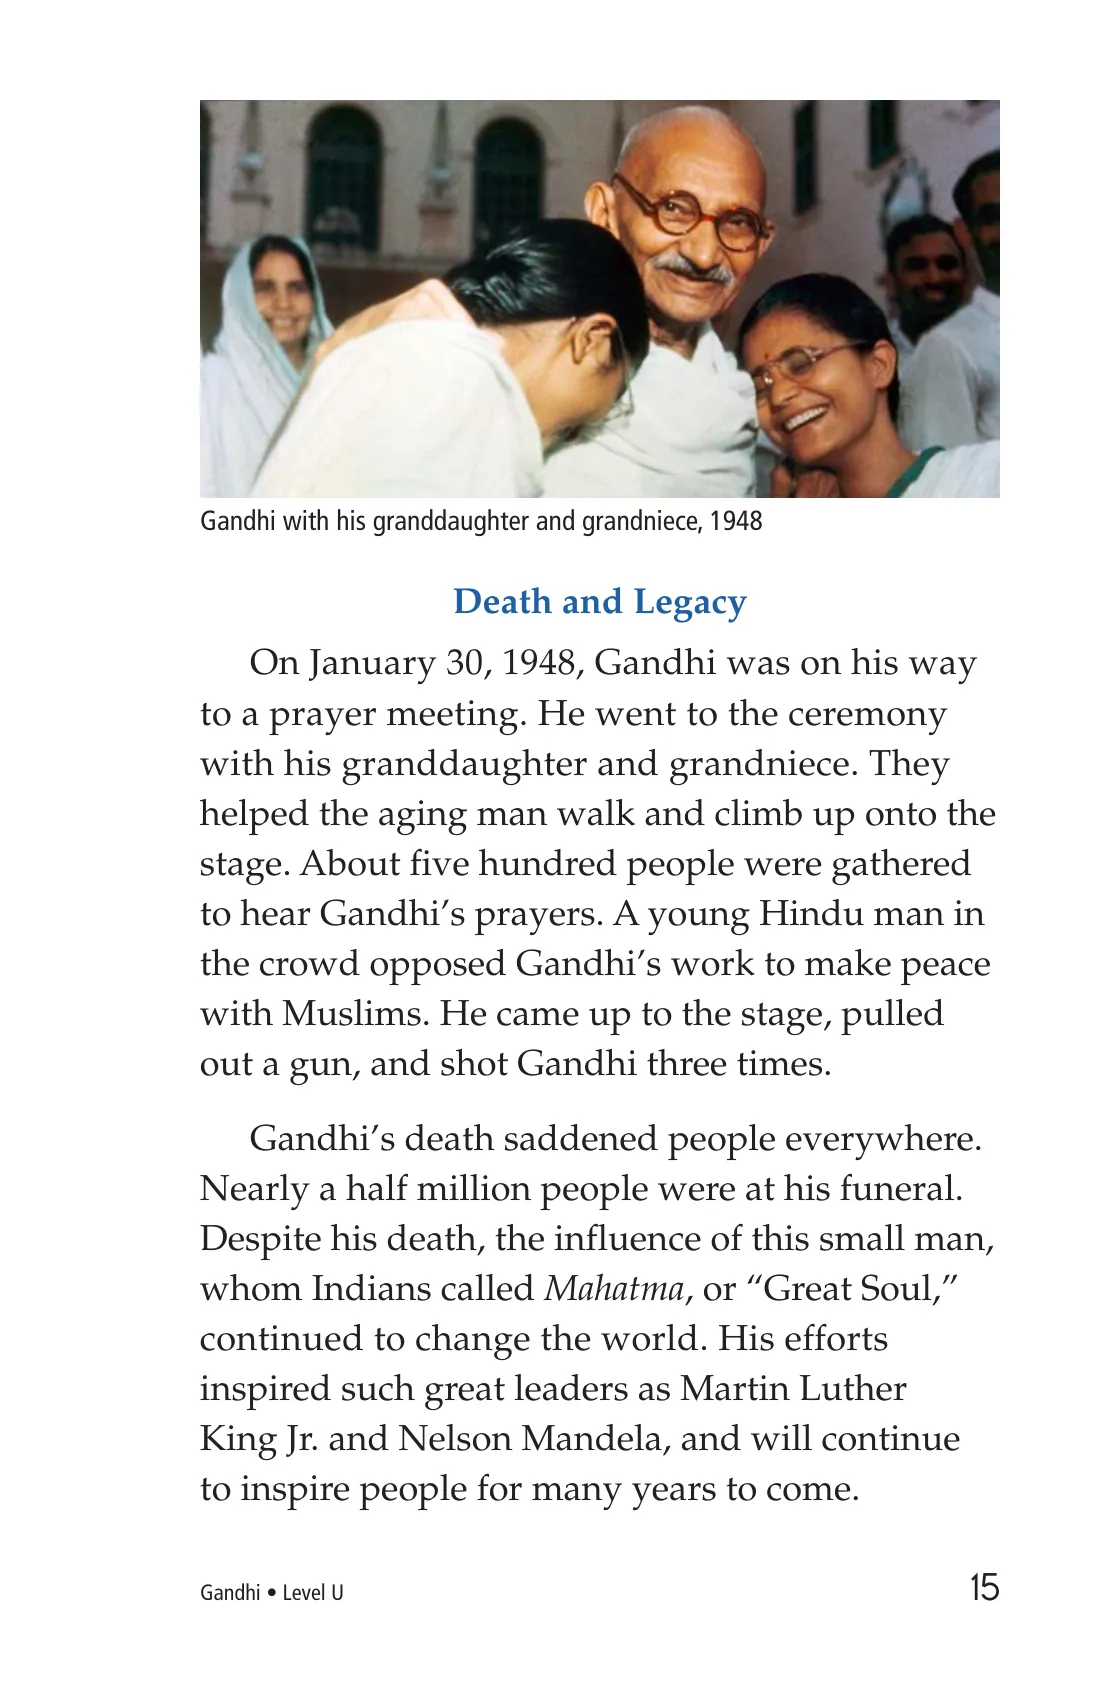 Gandhi with his granddaughter and grandniece, 1948
Death and Legacy
On January 30, 1948, Gandhi was on his way
to a prayer meeting. He went to the ceremony
with his granddaughter and grandniece. They
helped the aging man walk and climb up onto the
stage. About five hundred people were gathered
to hear Gandhi’s prayers. A young Hindu man in
the crowd opposed Gandhi’s work to make peace
with Muslims. He came up to the stage, pulled
out a gun, and shot Gandhi three times.
Gandhi’s death saddened people everywhere.
Nearly a half million people were at his funeral.
Despite his death, the influence of this small man,
whom Indians called Mahatma, or “Great Soul,”
continued to change the world. His efforts
inspired such great leaders as Martin Luther
King Jr. and Nelson Mandela, and will continue
to inspire people for many years to come.
Gandhi • Level U
15